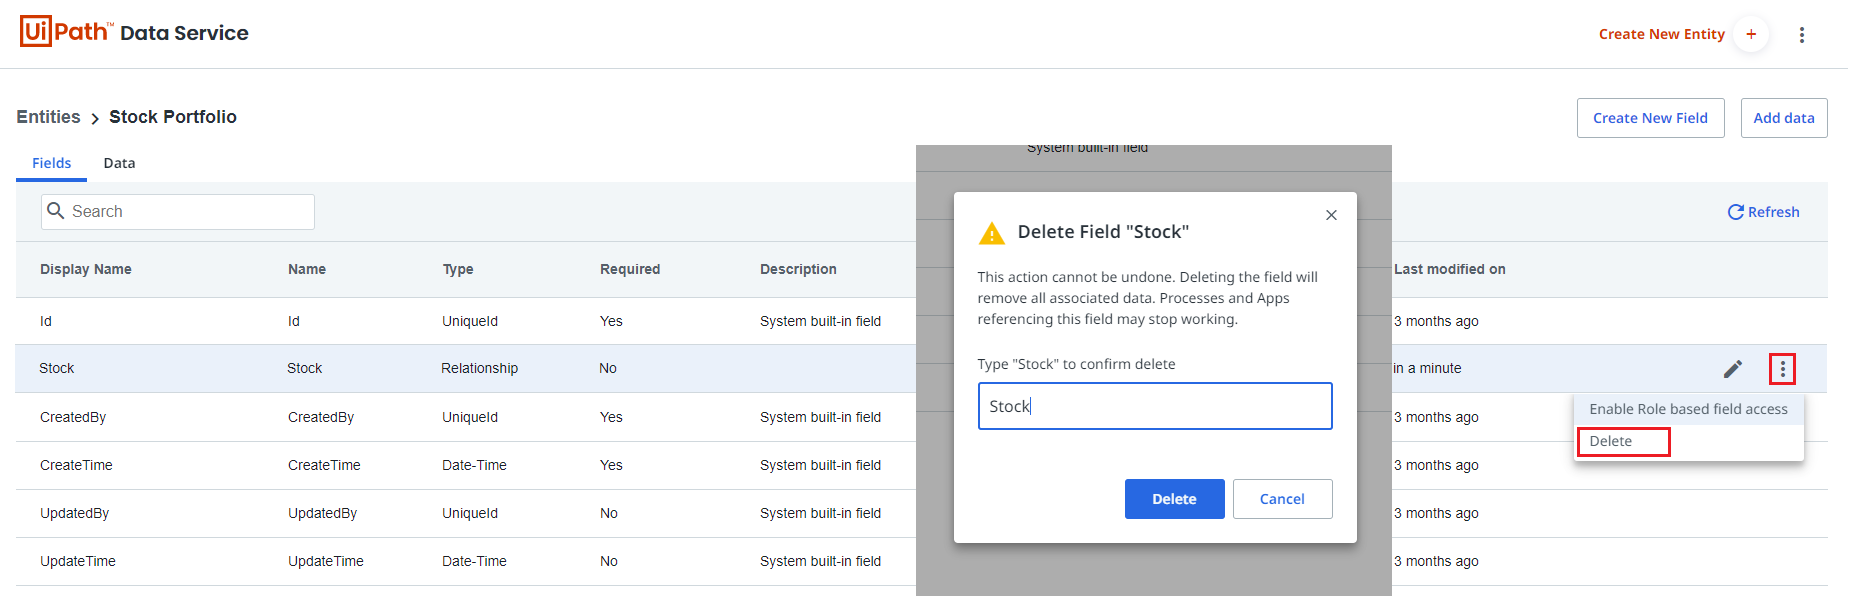 UiPath™ Data Service
Create New Entity +
Entities > Stock Portfolio
Create New Field
Add data
Fields Data
Search
Refresh
Display Name Name Type Required Description Last modified on
Id Id UniqueId Yes System built-in field 3 months ago
Stock Stock Relationship No in a minute
CreatedBy CreatedBy UniqueId Yes System built-in field 3 months ago
CreateTime CreateTime Date-Time Yes System built-in field 3 months ago
UpdatedBy UpdatedBy UniqueId No System built-in field 3 months ago
UpdateTime UpdateTime Date-Time No System built-in field 3 months ago
System built-in field
Delete Field "Stock"
This action cannot be undone. Deleting the field will
remove all associated data. Processes and Apps
referencing this field may stop working.
Type "Stock" to confirm delete
Stock
Delete Cancel
Enable Role based field access
Delete